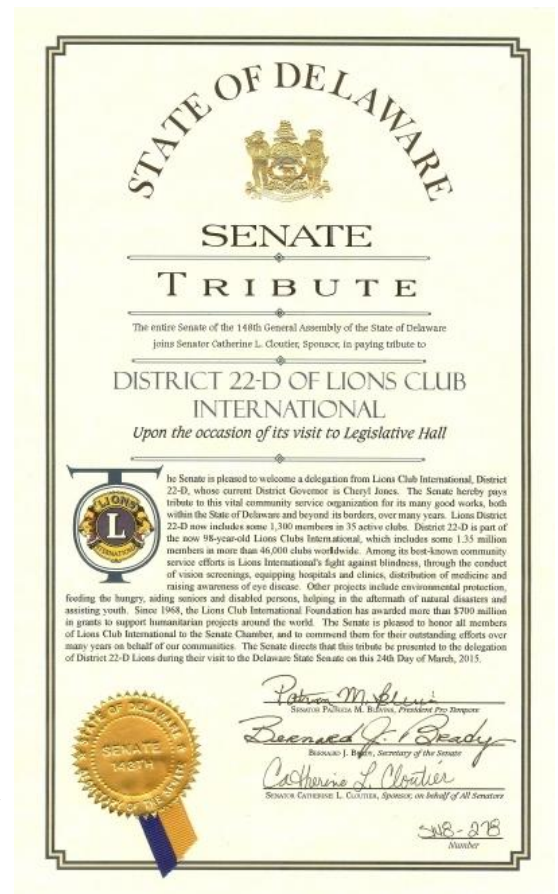 STATE OF DELAWARE
SENATE
TRIBUTE
The entire Senate of the 148th General Assembly of the State of Delaware
joins Senator Catherine L. Cloutier, Sponsor, in paying tribute to
DISTRICT 22-D OF LIONS CLUB
INTERNATIONAL
Upon the occasion of its visit to Legislative Hall
The Senate is pleased to welcome a delegation from Lions Club International, District
22-D, whose current District Governor is Cheryl Jones. The Senate hereby pays
tribute to this vital community service organization for its many good works, both
within the State of Delaware and beyond its borders, over many years. Lions District
22-D now includes some 1,300 members in 35 active clubs. District 22-D is part of
the now 98-year-old Lions Clubs International, which includes some 1.35 million
members in more than 46,000 clubs worldwide. Among its best-known community
service efforts is Lions International's fight against blindness, through the conduct
of vision screenings, equipping hospitals and clinics, distribution of medicine and
raising awareness of eye disease. Other projects include environmental protection,
feeding the hungry, aiding seniors and disabled persons, helping in the aftermath of natural disasters and
assisting youth. Since 1968, the Lions Club International Foundation has awarded more than $700 million
in grants to support humanitarian projects around the world. The Senate is pleased to honor all members
of Lions Club International to the Senate Chamber, and to commend them for their outstanding efforts over
many years on behalf of our communities. The Senate directs that this tribute be presented to the delegation
of District 22-D Lions during their visit to the Delaware State Senate on this 24th Day of March, 2015.
LIONS
L
INTERNATIONAL
Patricia M. Blevins
SENATOR PATRICIA M. BLEVINS, President Pro Tempore
Bernard J. Brady
BERNARD J. BRADY, Secretary of the Senate
Catherine L. Cloutier
SENATOR CATHERINE L. CLOUTIER, Sponsor, on behalf of All Senators
SENATE
148TH
STATE OF DELAWARE
S148-278
Number